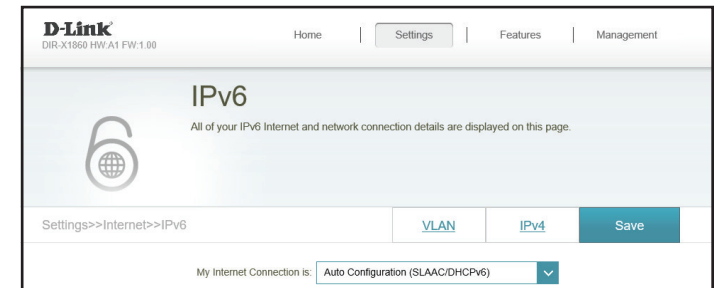 D-Link
DIR-X1860 HW:A1 FW:1.00
Home Settings Features Management
IPv6
All of your IPv6 Internet and network connection details are displayed on this page.
Settings>>Internet>>IPv6 VLAN IPv4 Save
My Internet Connection is: Auto Configuration (SLAAC/DHCPv6)